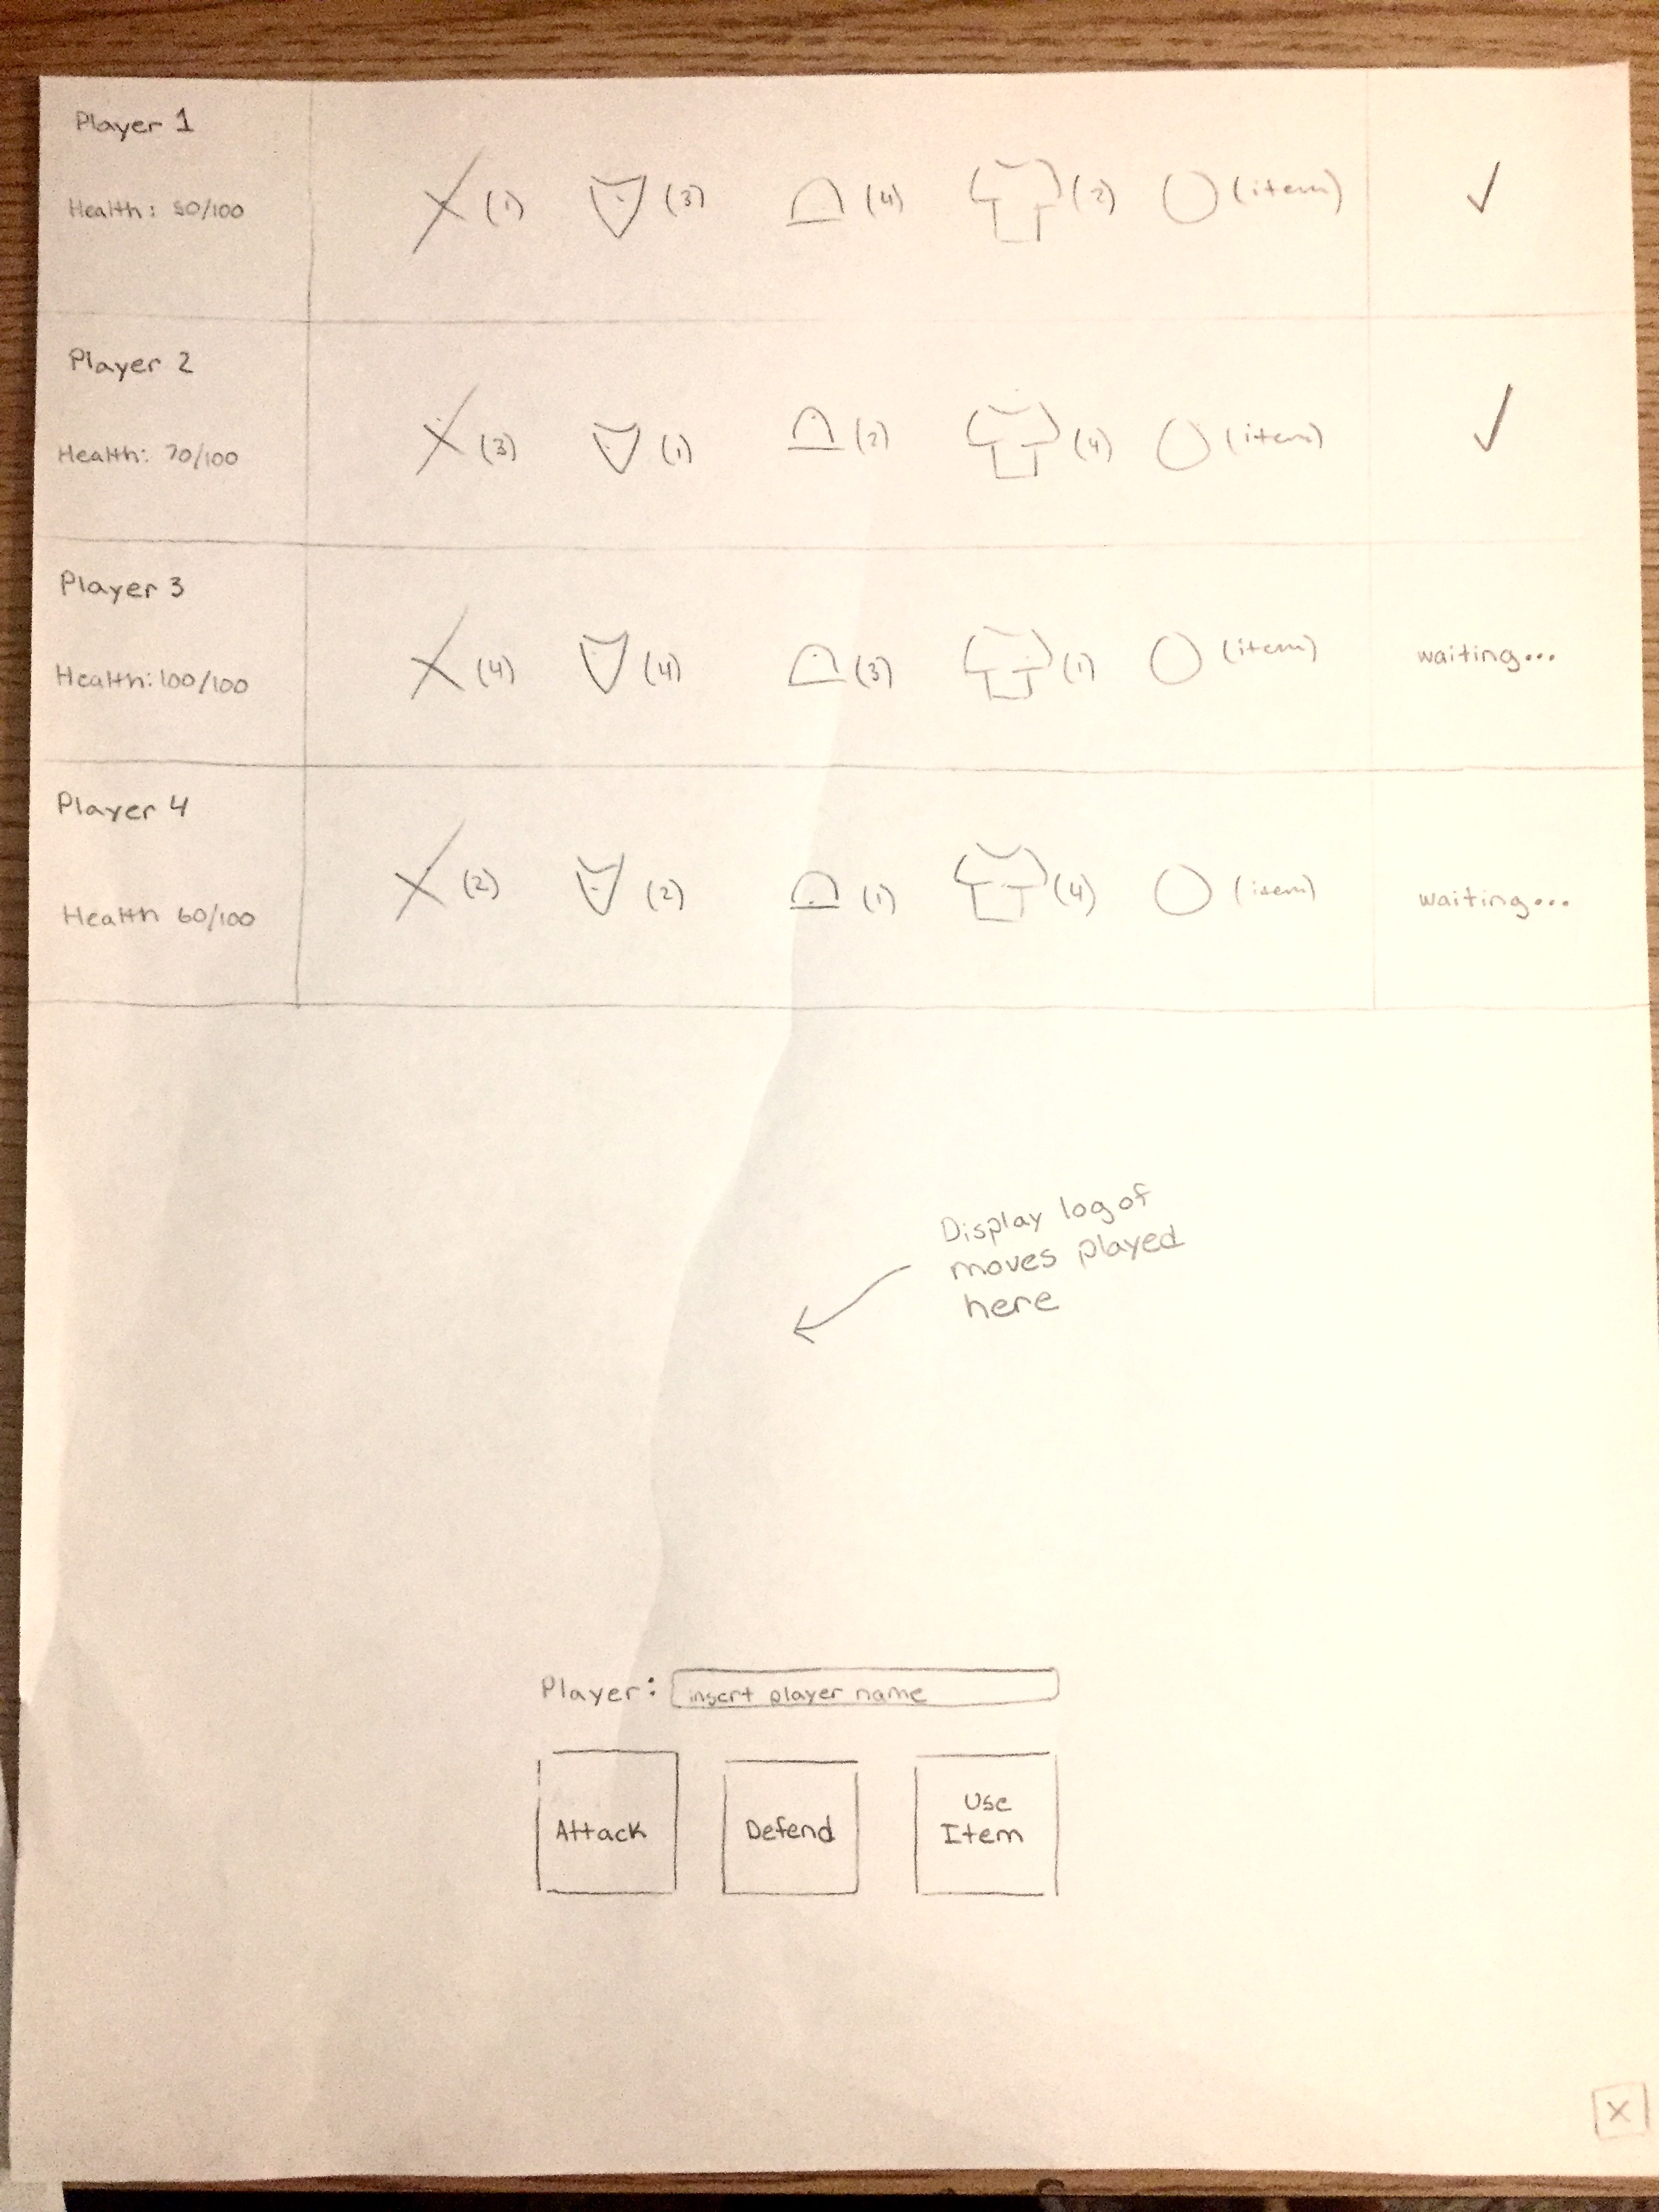 Player 1
Health: 50/100
(1) (3) (4) (2) (item) ✓
Player 2
Health: 70/100
(3) (1) (2) (4) (item) ✓
Player 3
Health: 100/100
(4) (4) (3) (1) (item) waiting...
Player 4
Health 60/100
(2) (2) (1) (4) (item) waiting...
Display log of
moves played
here
Player: insert player name
Attack
Defend
Use
Item
X